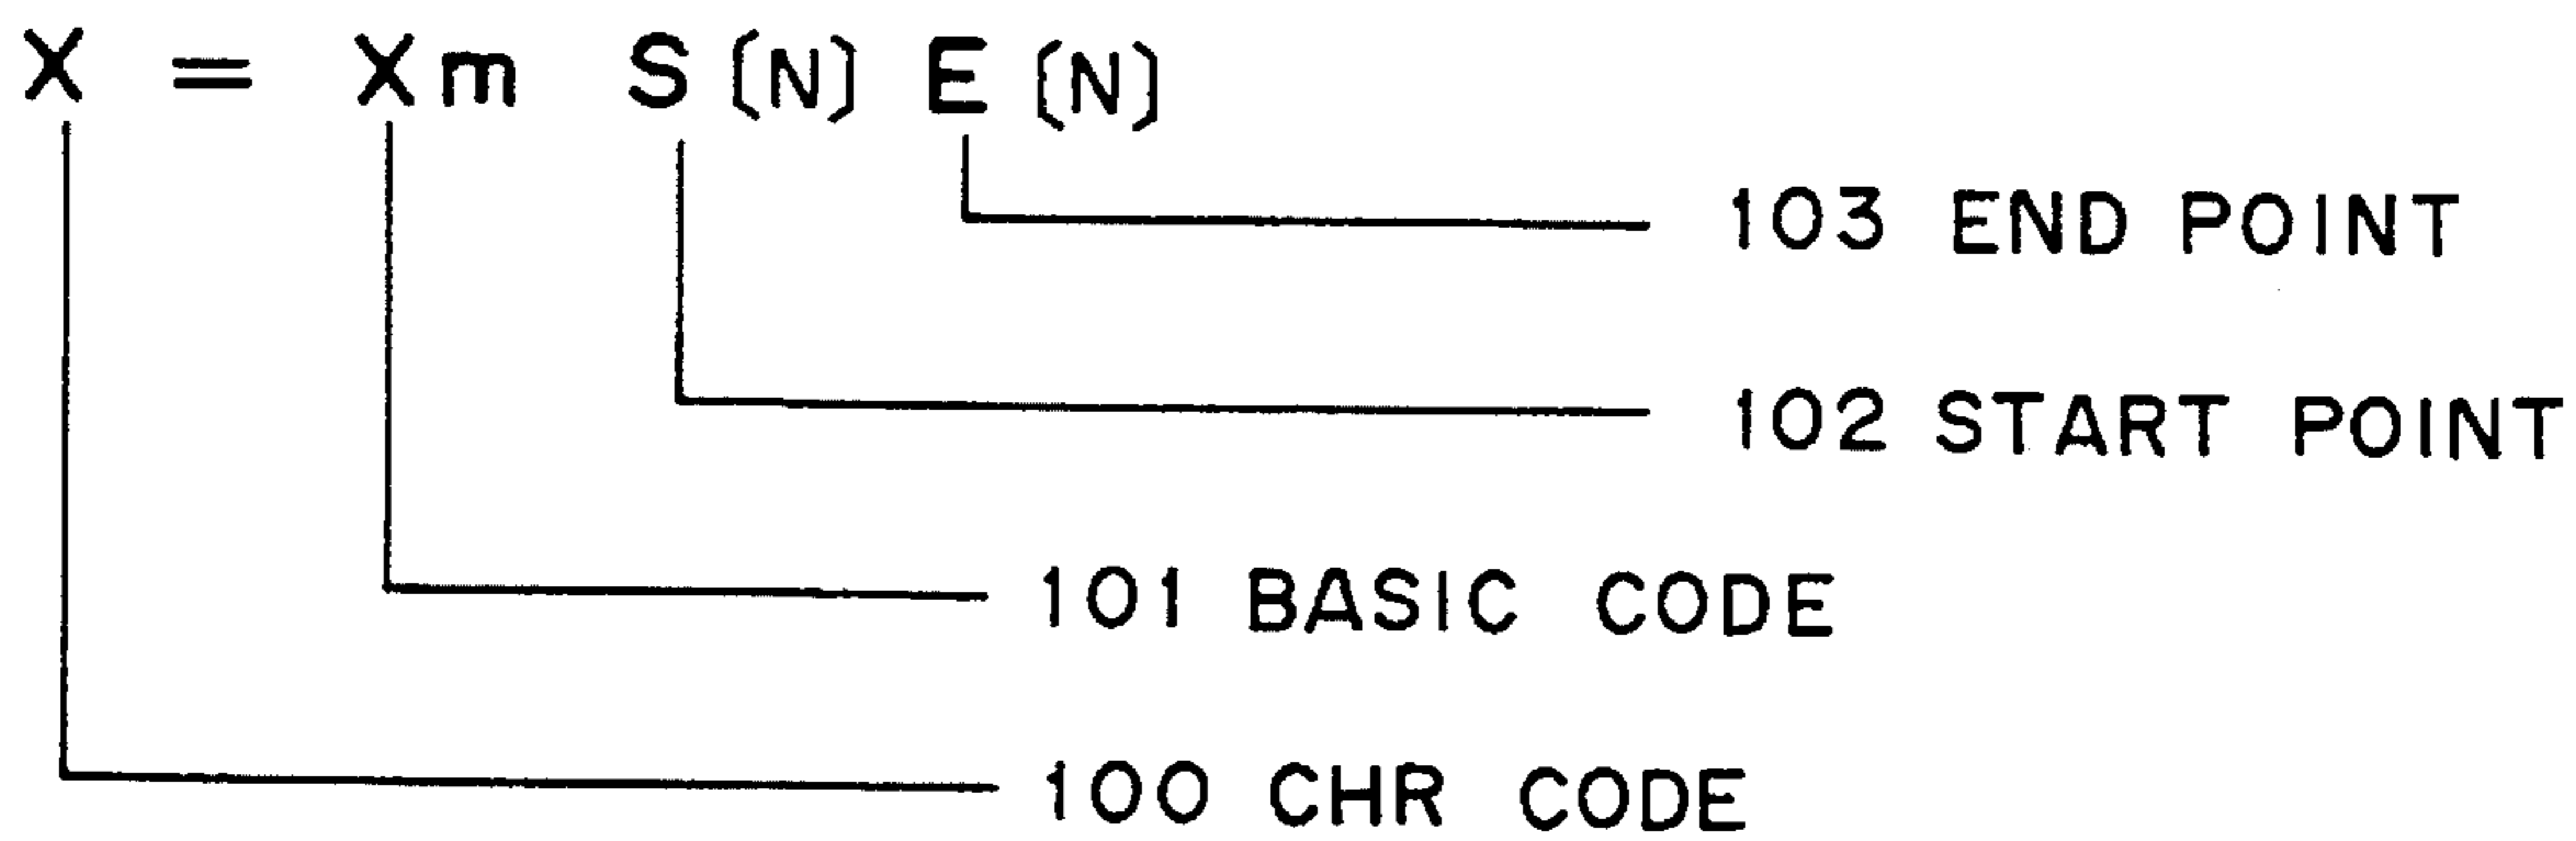 X = Xm S(N) E(N)
103 END POINT
102 START POINT
101 BASIC CODE
100 CHR CODE